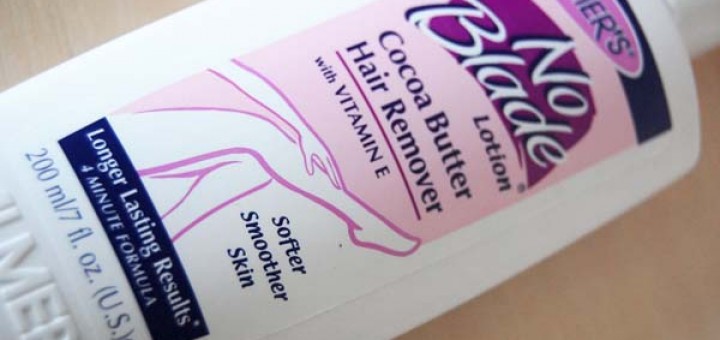 MER'S®
No
Blade®
Lotion
Cocoa Butter
Hair Remover
with VITAMIN E
Softer
Smoother
Skin
Longer Lasting Results*
4 MINUTE FORMULA
200 ml/7 fl. oz. (U.S.)